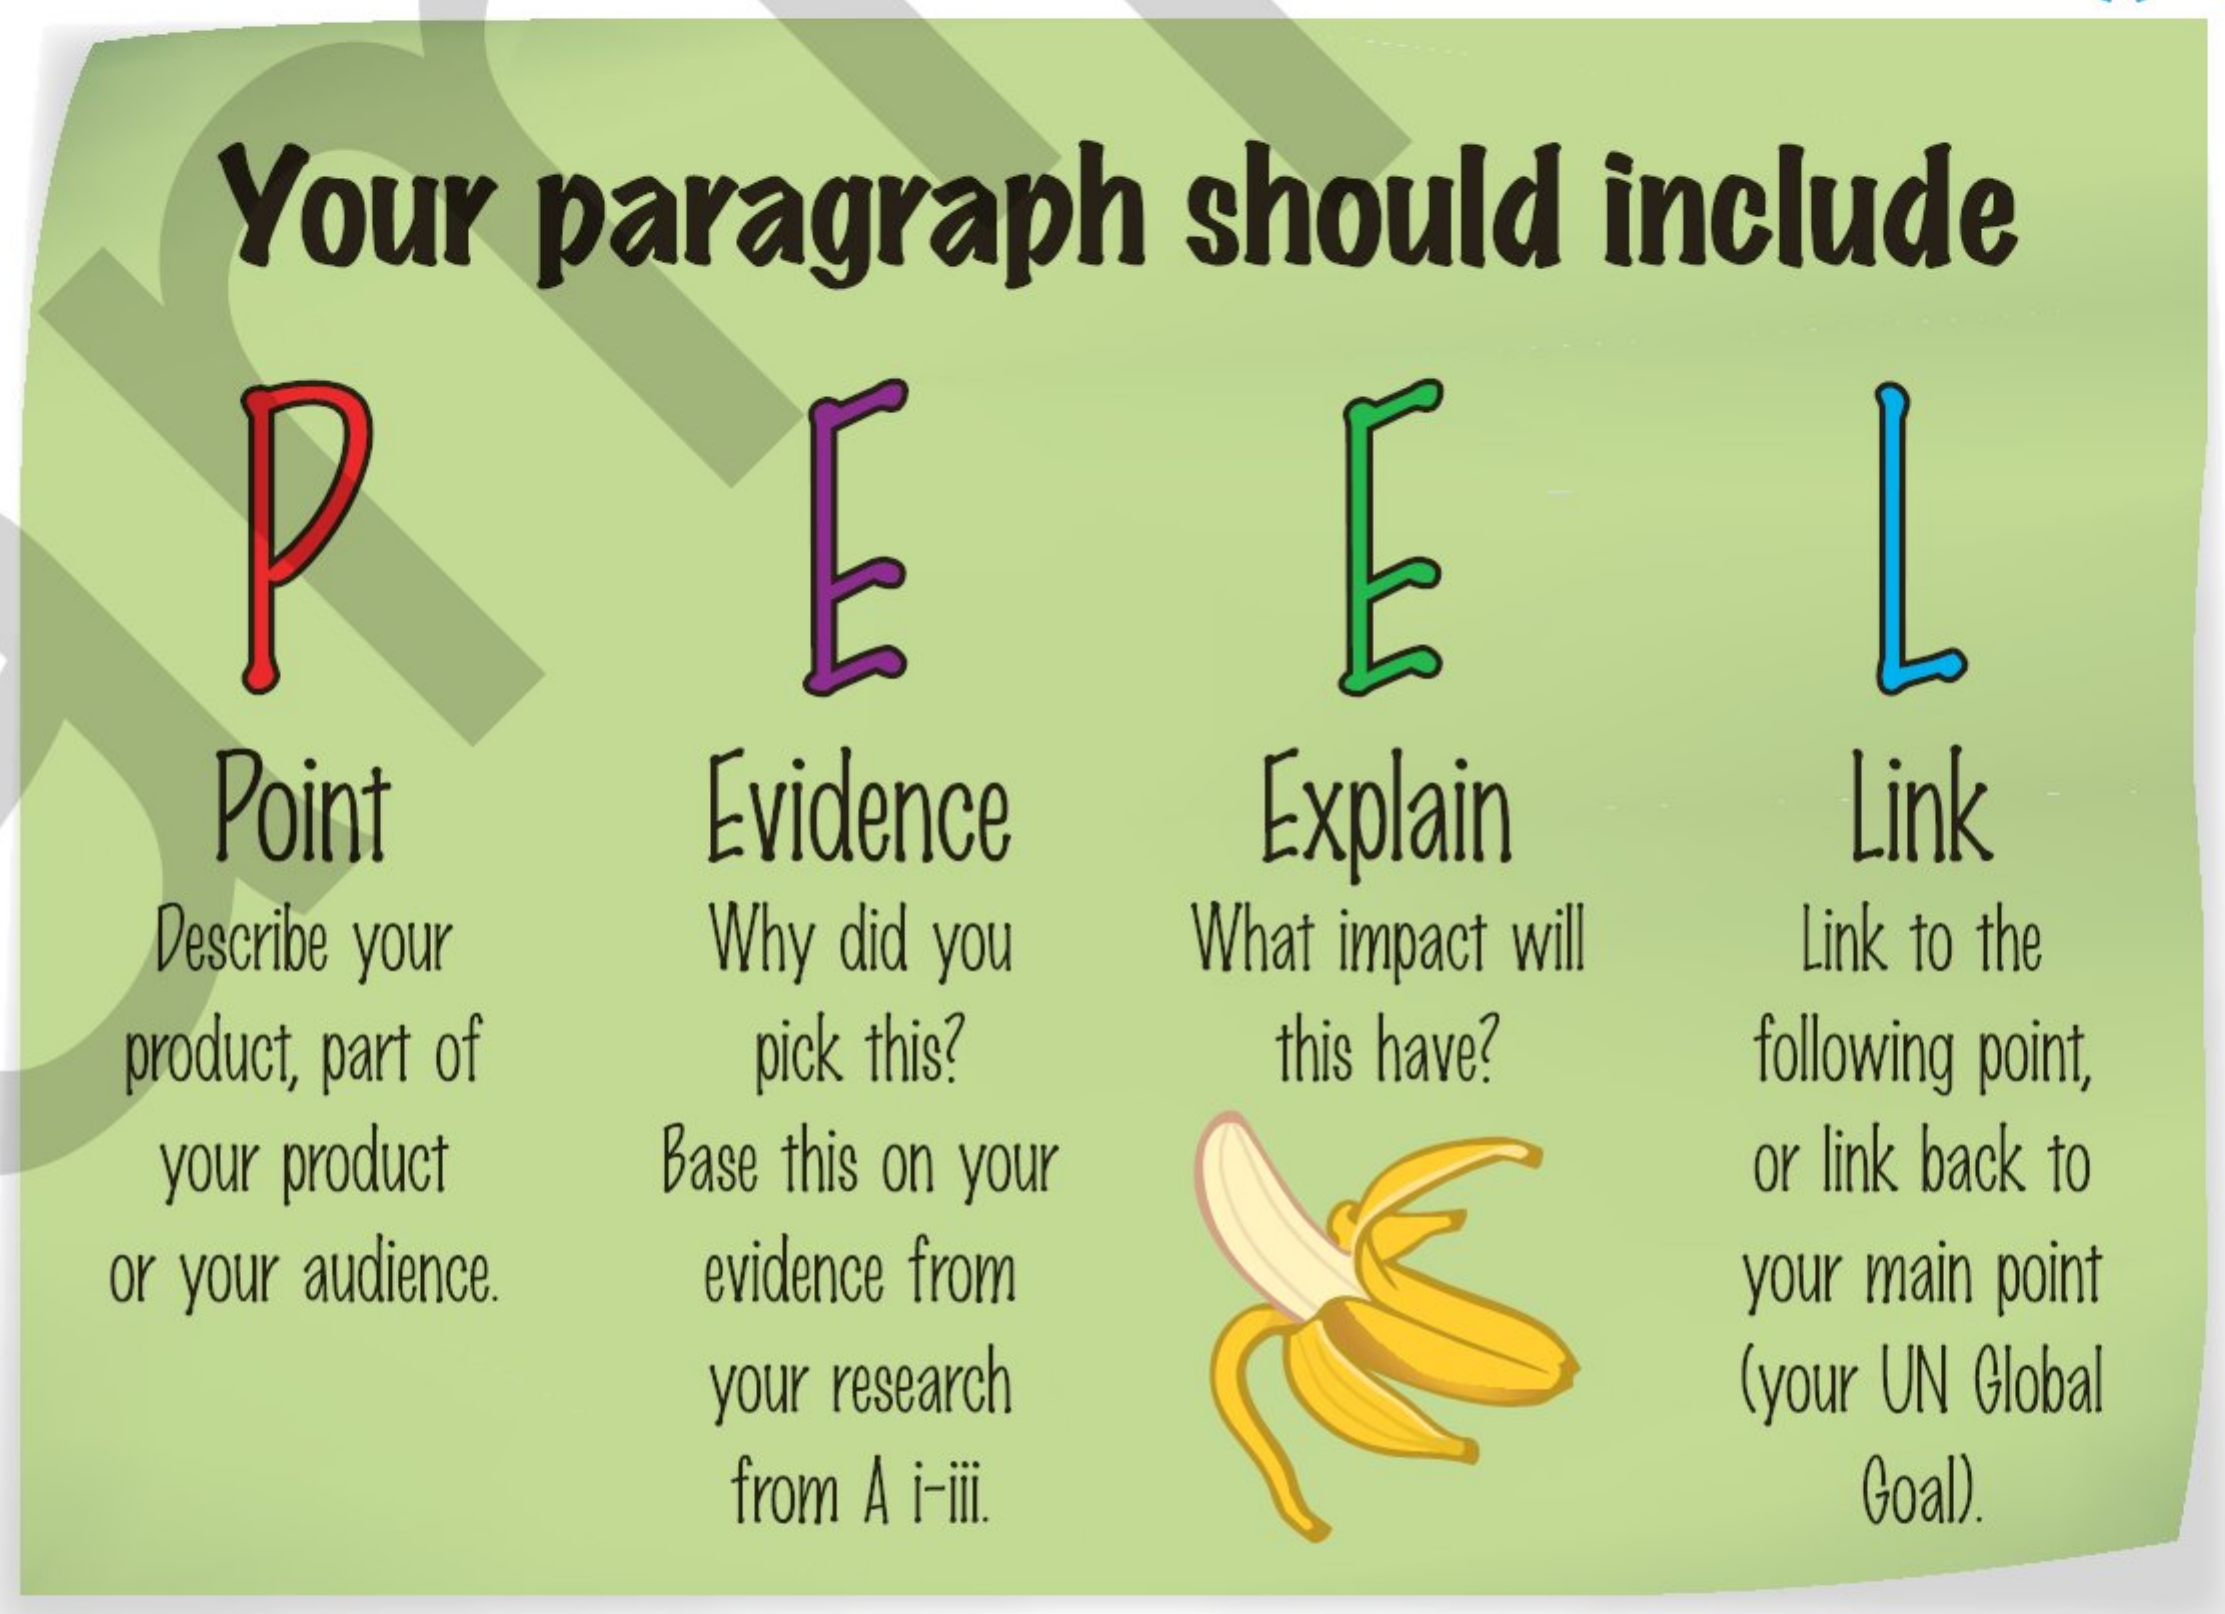 Your paragraph should include
P
E
E
L
Point
Describe your
product, part of
your product
or your audience.
Evidence
Why did you
pick this?
Base this on your
evidence from
your research
from A i-iii.
Explain
What impact will
this have?
Link
Link to the
following point,
or link back to
your main point
(your UN Global
Goal).